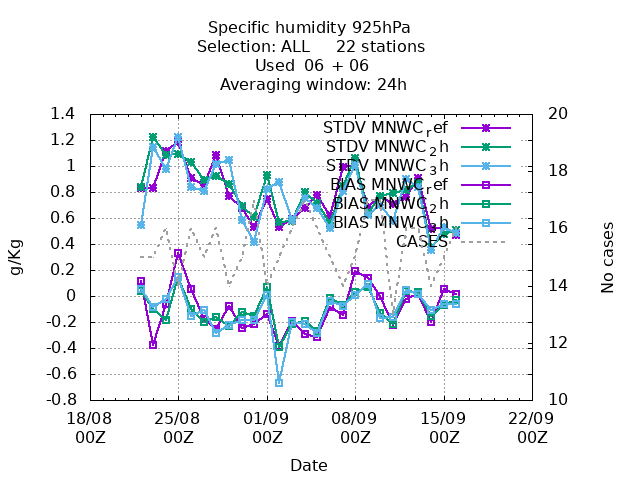 Specific humidity 925hPa
Selection: ALL 22 stations
Used 06 + 06
Averaging window: 24h
1.4
1.2
1
0.8
0.6
0.4
0.2
0
-0.2
-0.4
-0.6
-0.8
g/Kg
20
18
16
14
12
10
No cases
STDV MNWC_ref
STDV MNWC_2h
STDV MNWC_3h
BIAS MNWC_ref
BIAS MNWC_2h
BIAS MNWC_3h
CASES
18/08 25/08 01/09 08/09 15/09 22/09
00Z 00Z 00Z 00Z 00Z 00Z
Date